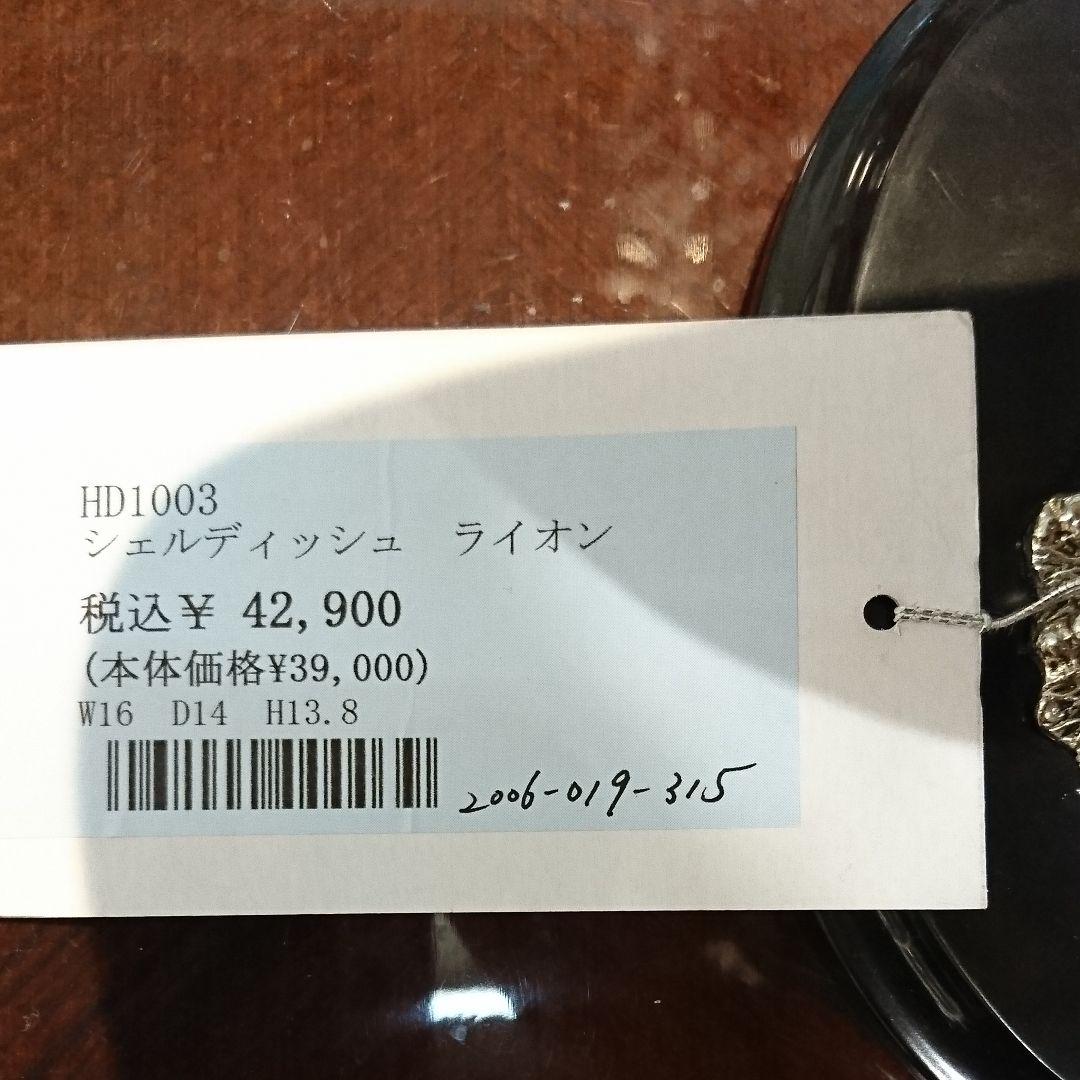 HD1003
シェルディッシュ　ライオン
税込¥ 42,900
(本体価格¥39,000)
W16 D14 H13.8
2006-019-315